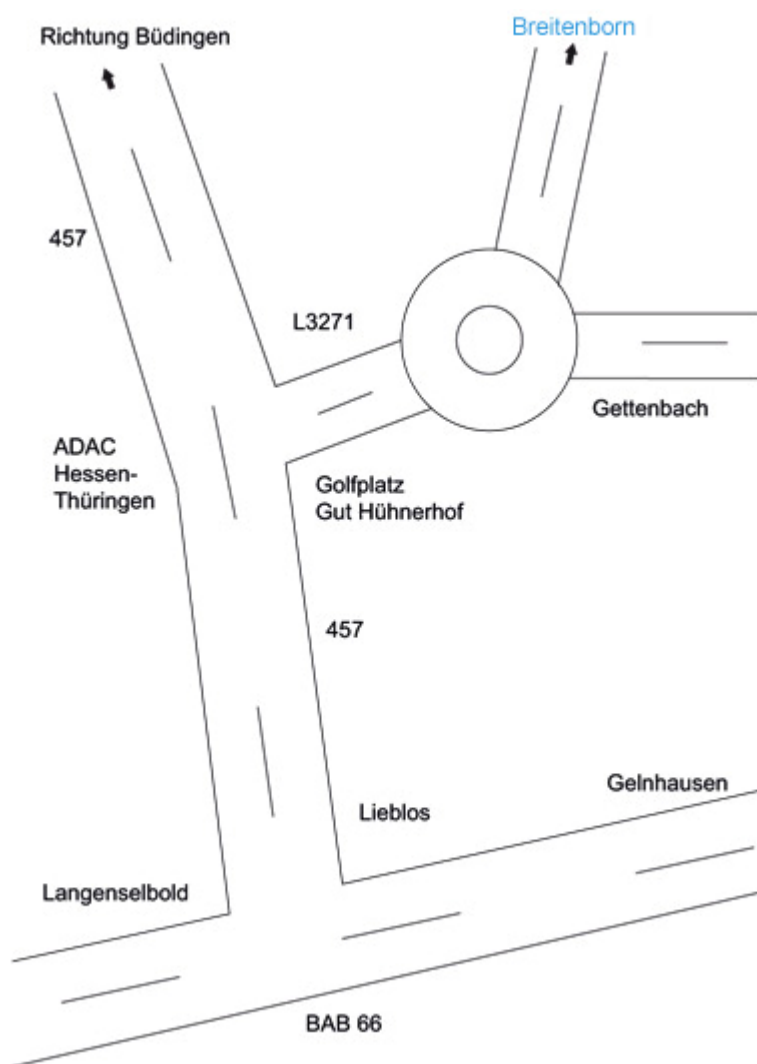 Richtung Büdingen
Breitenborn
457
L3271
Gettenbach
ADAC
Hessen-
Thüringen
Golfplatz
Gut Hühnerhof
457
Gelnhausen
Lieblos
Langenselbold
BAB 66